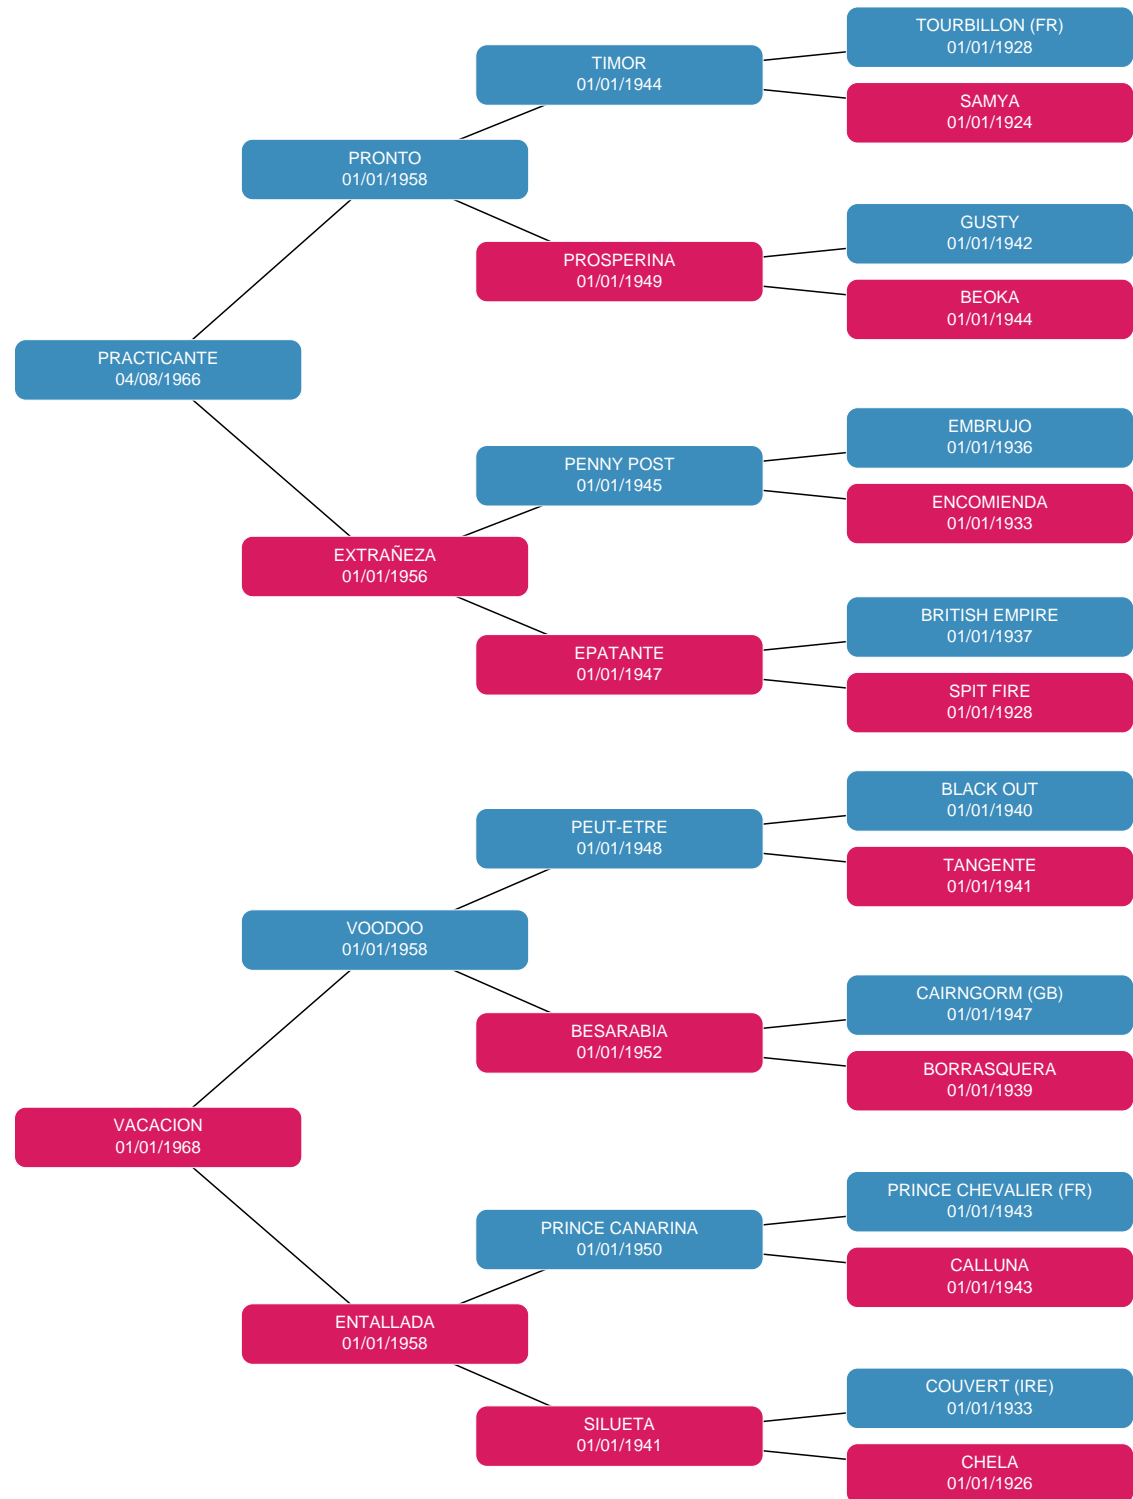 TOURBILLON (FR)
01/01/1928
TIMOR
01/01/1944
SAMYA
01/01/1924
PRONTO
01/01/1958
GUSTY
01/01/1942
PROSPERINA
01/01/1949
BEOKA
01/01/1944
PRACTICANTE
04/08/1966
EMBRUJO
01/01/1936
PENNY POST
01/01/1945
ENCOMIENDA
01/01/1933
EXTRAÑEZA
01/01/1956
BRITISH EMPIRE
01/01/1937
EPATANTE
01/01/1947
SPIT FIRE
01/01/1928
BLACK OUT
01/01/1940
PEUT-ETRE
01/01/1948
TANGENTE
01/01/1941
VOODOO
01/01/1958
CAIRNGORM (GB)
01/01/1947
BESARABIA
01/01/1952
BORRASQUERA
01/01/1939
VACACION
01/01/1968
PRINCE CHEVALIER (FR)
01/01/1943
PRINCE CANARINA
01/01/1950
CALLUNA
01/01/1943
ENTALLADA
01/01/1958
COUVERT (IRE)
01/01/1933
SILUETA
01/01/1941
CHELA
01/01/1926